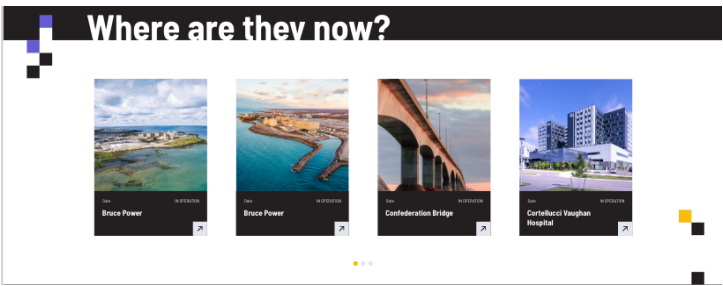 Where are they now?
Date IN OPERATION
Bruce Power
Date IN OPERATION
Bruce Power
Date IN OPERATION
Confederation Bridge
Date IN OPERATION
Cortellucci Vaughan
Hospital